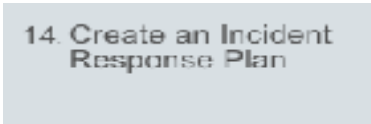 14. Create an Incident
Response Plan